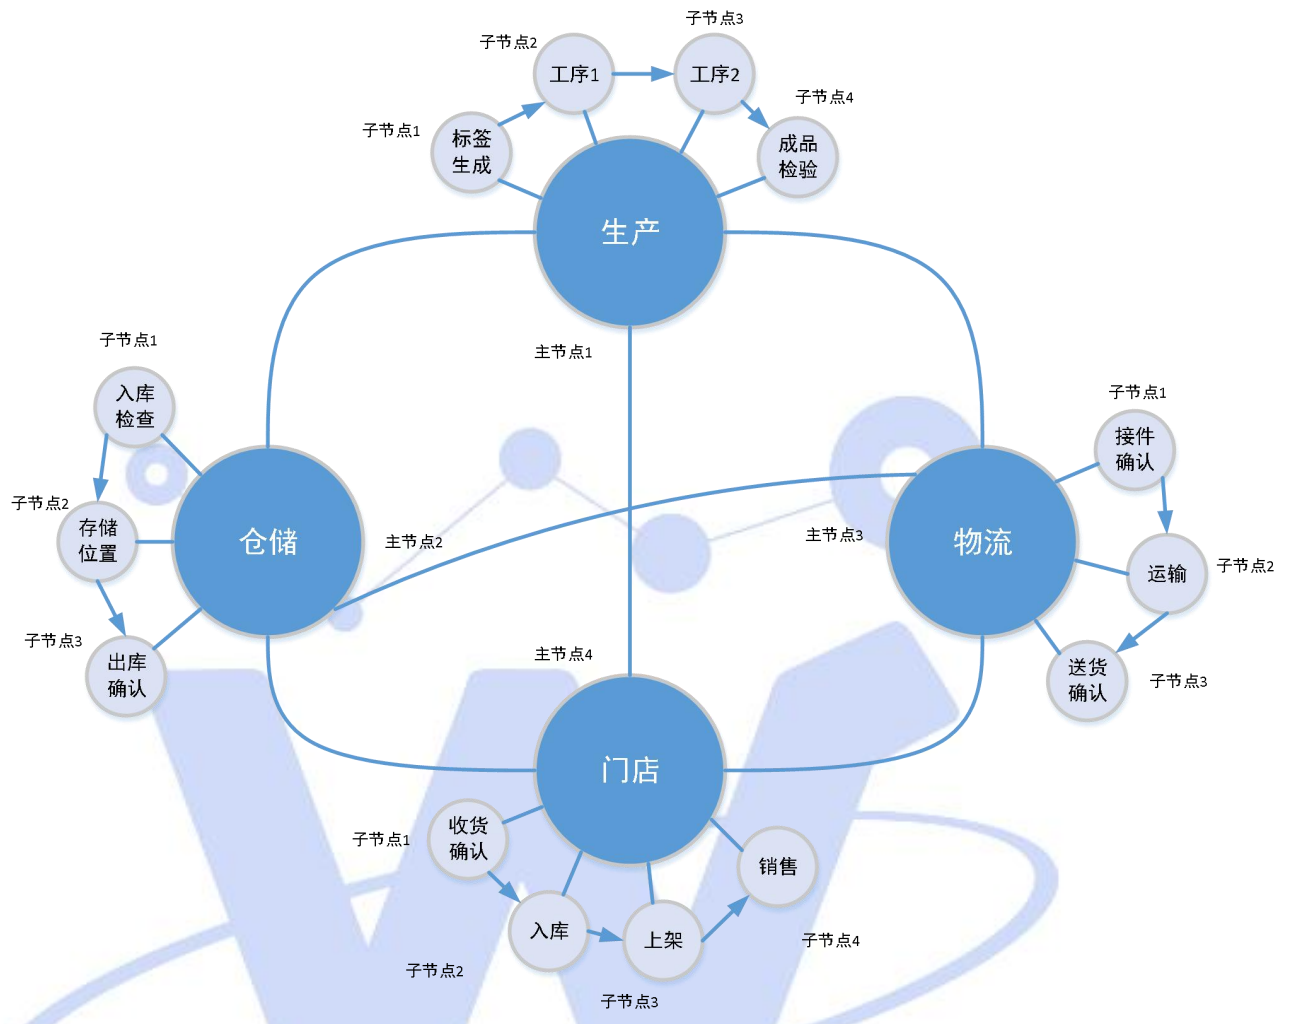 子节点3
子节点2
工序1
工序2
子节点4
子节点1
标签
生成
成品
检验
生产
主节点1
子节点1
入库
检查
子节点2
存储
位置
子节点3
出库
确认
仓储
主节点2
主节点3
物流
子节点1
接件
确认
运输
子节点2
送货
确认
子节点3
主节点4
门店
子节点1
收货
确认
销售
入库
上架
子节点4
子节点2
子节点3